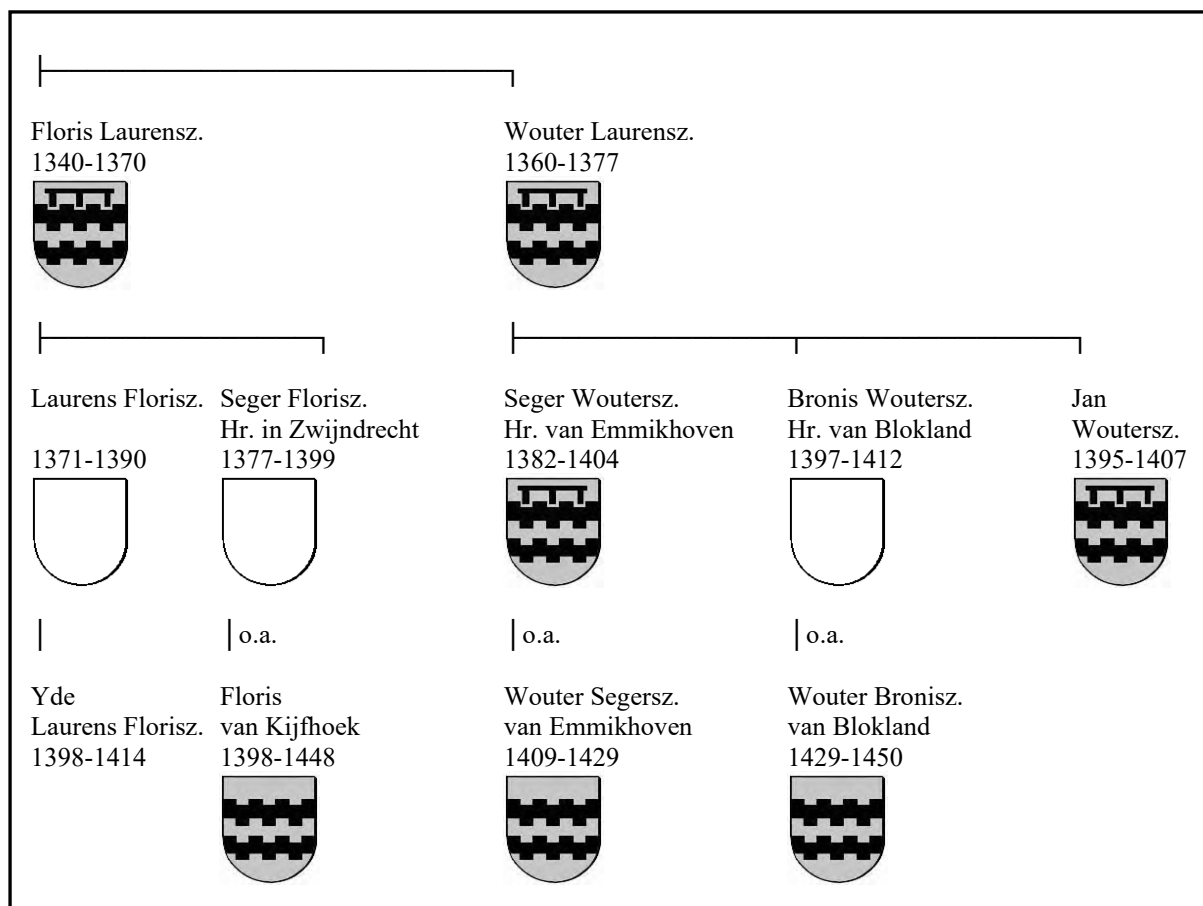 Floris Laurensz.
1340-1370
Wouter Laurensz.
1360-1377
Laurens Florisz.
1371-1390
Seger Florisz.
Hr. in Zwijndrecht
1377-1399
Seger Woutersz.
Hr. van Emmikhoven
1382-1404
Bronis Woutersz.
Hr. van Blokland
1397-1412
Jan
Woutersz.
1395-1407
o.a.
o.a.
o.a.
Yde
Laurens Florisz.
1398-1414
Floris
van Kijfhoek
1398-1448
Wouter Segersz.
van Emmikhoven
1409-1429
Wouter Bronisz.
van Blokland
1429-1450